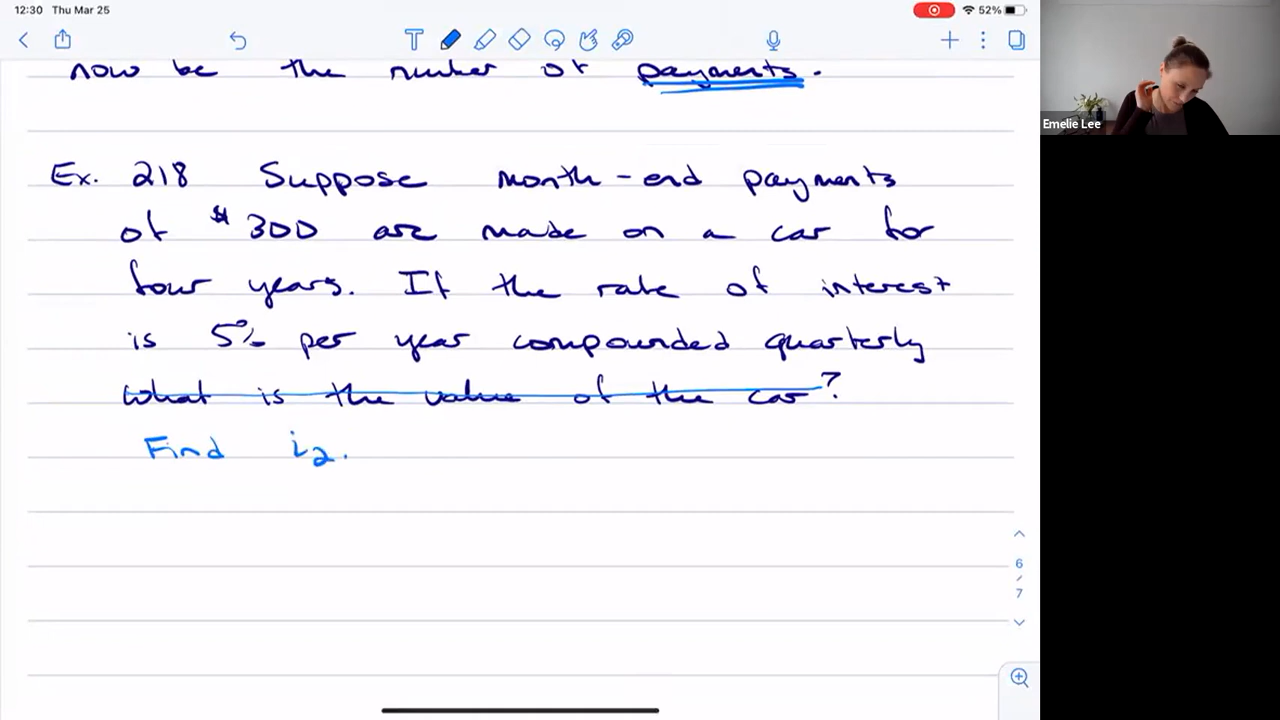 12:30 Thu Mar 25
52%
now be the number of payments.
Emelie Lee
Ex. 218 Suppose month-end payments
of $300 are made on a car for
four years. If the rate of interest
is 5% per year compounded quarterly
what is the value of the car?
Find i₂.
6
7